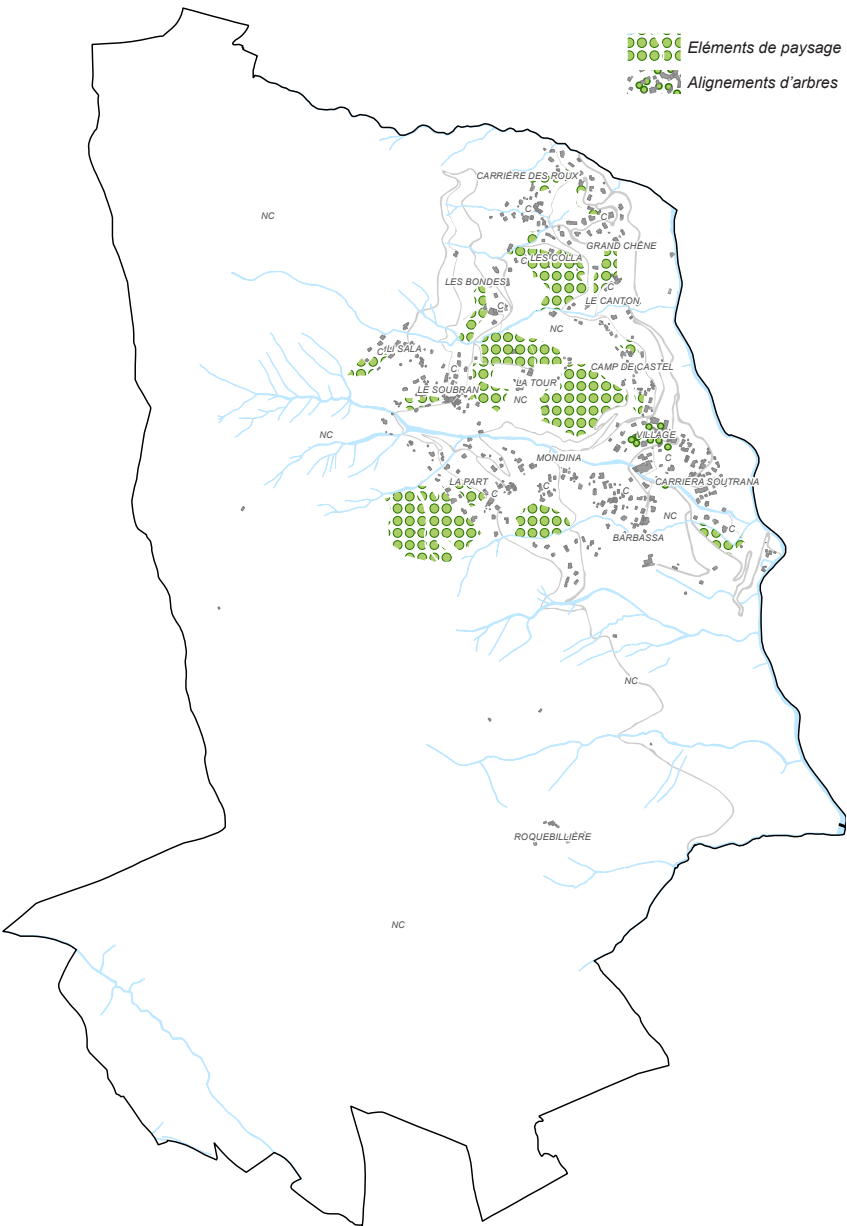 Eléments de paysage
Alignements d'arbres
CARRIÈRE DES ROUX
NC
C
C
GRAND CHÊNE
C
LES COLLA
LES BONDES
C
LE CANTON
C
NC
C
ILI SALA
C
CAMP DE CASTEL
LA TOUR
LE SOUBRAN
NC
NC
VILLAGE
MONDINA
C
LA PART
CARRIERA SOUTRANA
C
C
C
NC
C
BARBASSA
NC
ROQUEBILLIÈRE
NC